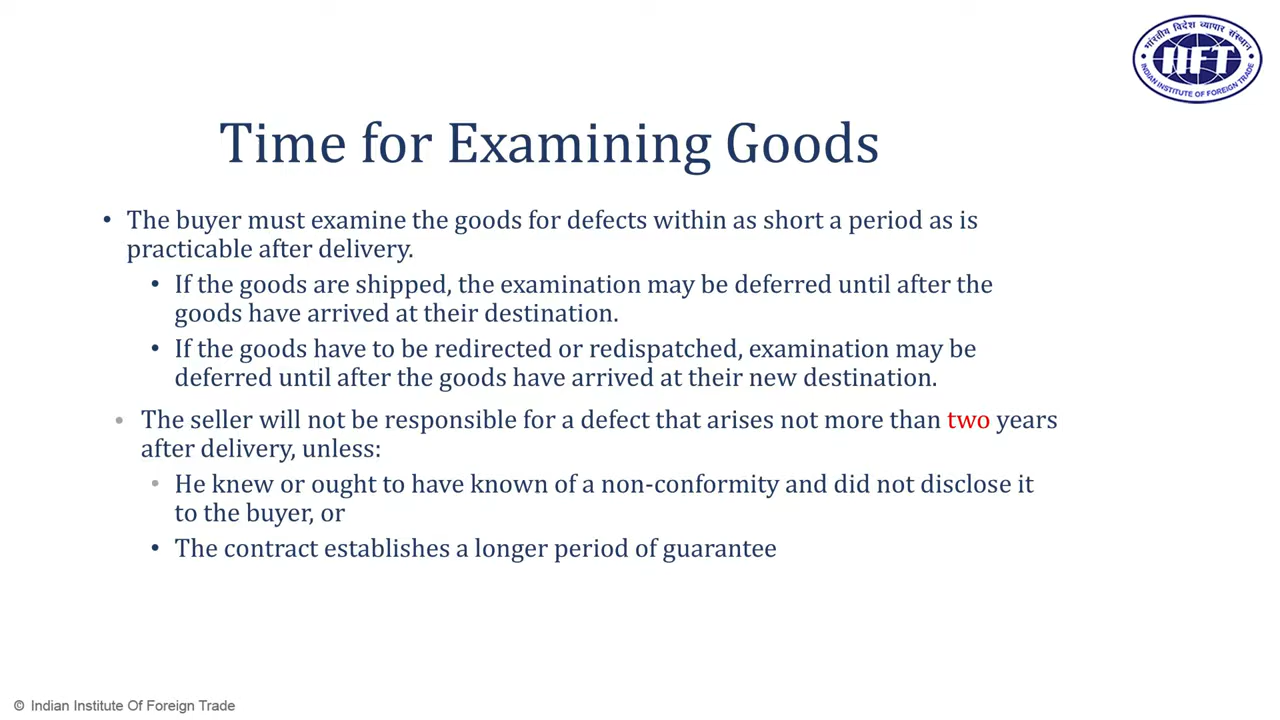 भारतीय विदेश व्यापार संस्थान
IIFT
INDIAN INSTITUTE OF FOREIGN TRADE
Time for Examining Goods
• The buyer must examine the goods for defects within as short a period as is
practicable after delivery.
• If the goods are shipped, the examination may be deferred until after the
goods have arrived at their destination.
• If the goods have to be redirected or redispatched, examination may be
deferred until after the goods have arrived at their new destination.
• The seller will not be responsible for a defect that arises not more than two years
after delivery, unless:
• He knew or ought to have known of a non-conformity and did not disclose it
to the buyer, or
• The contract establishes a longer period of guarantee
© Indian Institute Of Foreign Trade